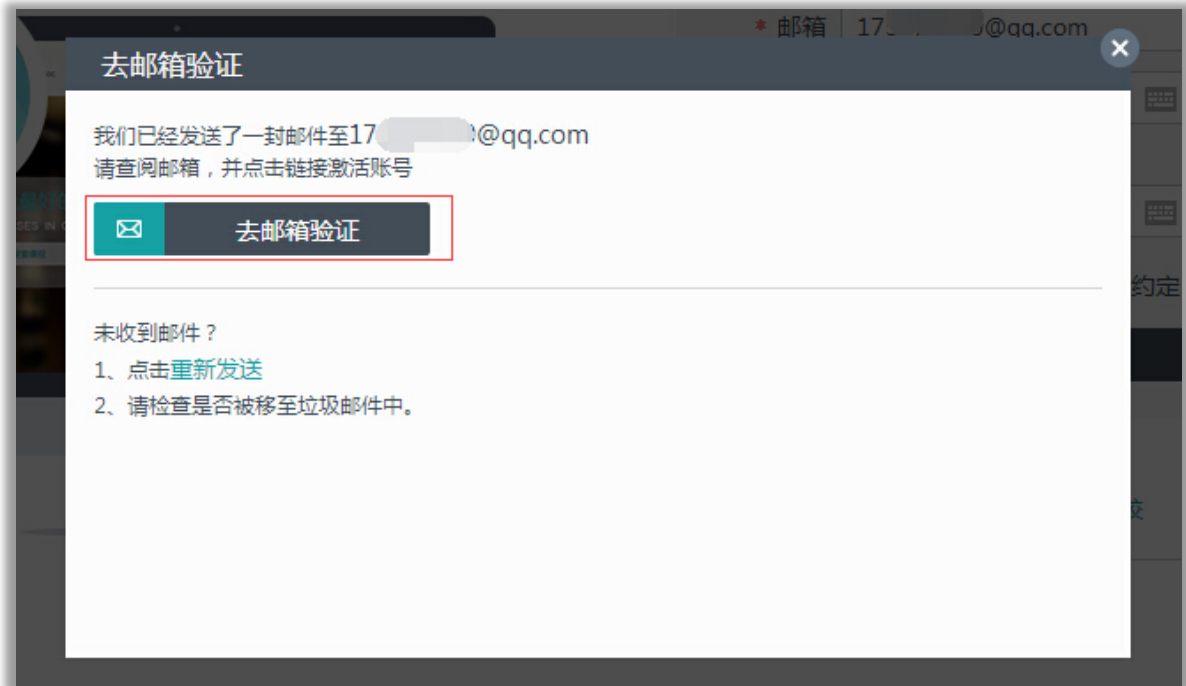 * 邮箱 17 @qq.com
去邮箱验证
我们已经发送了一封邮件至17 @qq.com
请查阅邮箱，并点击链接激活账号
去邮箱验证
约定
未收到邮件？
1、点击重新发送
2、请检查是否被移至垃圾邮件中。